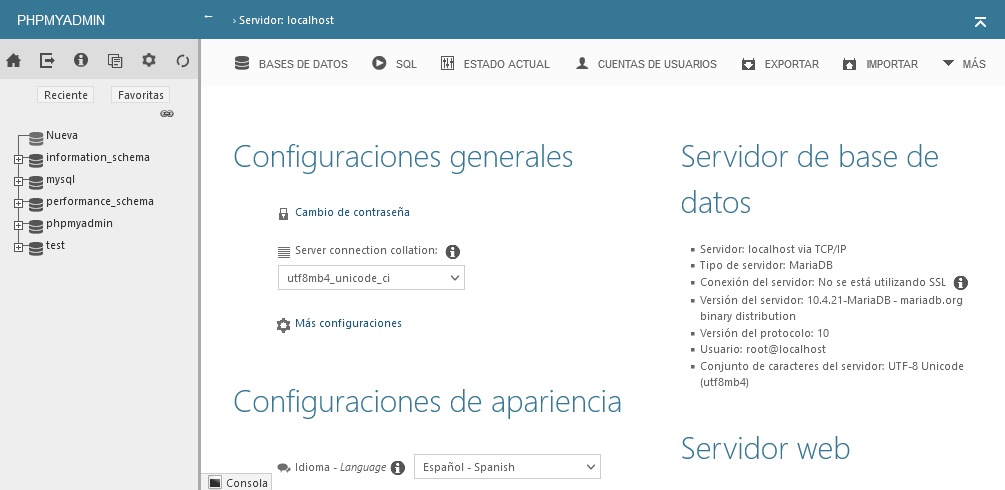 PHPMYADMIN
← › Servidor: localhost
BASES DE DATOS SQL ESTADO ACTUAL CUENTAS DE USUARIOS EXPORTAR IMPORTAR MÁS
Reciente Favoritas
Nueva
information_schema
mysql
performance_schema
phpmyadmin
test
Configuraciones generales
Cambio de contraseña
Server connection collation:
utf8mb4_unicode_ci
Más configuraciones
Configuraciones de apariencia
Idioma - Language Español - Spanish
Servidor de base de
datos
Servidor: localhost via TCP/IP
Tipo de servidor: MariaDB
Conexión del servidor: No se está utilizando SSL
Versión del servidor: 10.4.21-MariaDB - mariadb.org
binary distribution
Versión del protocolo: 10
Usuario: root@localhost
Conjunto de caracteres del servidor: UTF-8 Unicode
(utf8mb4)
Servidor web
Consola